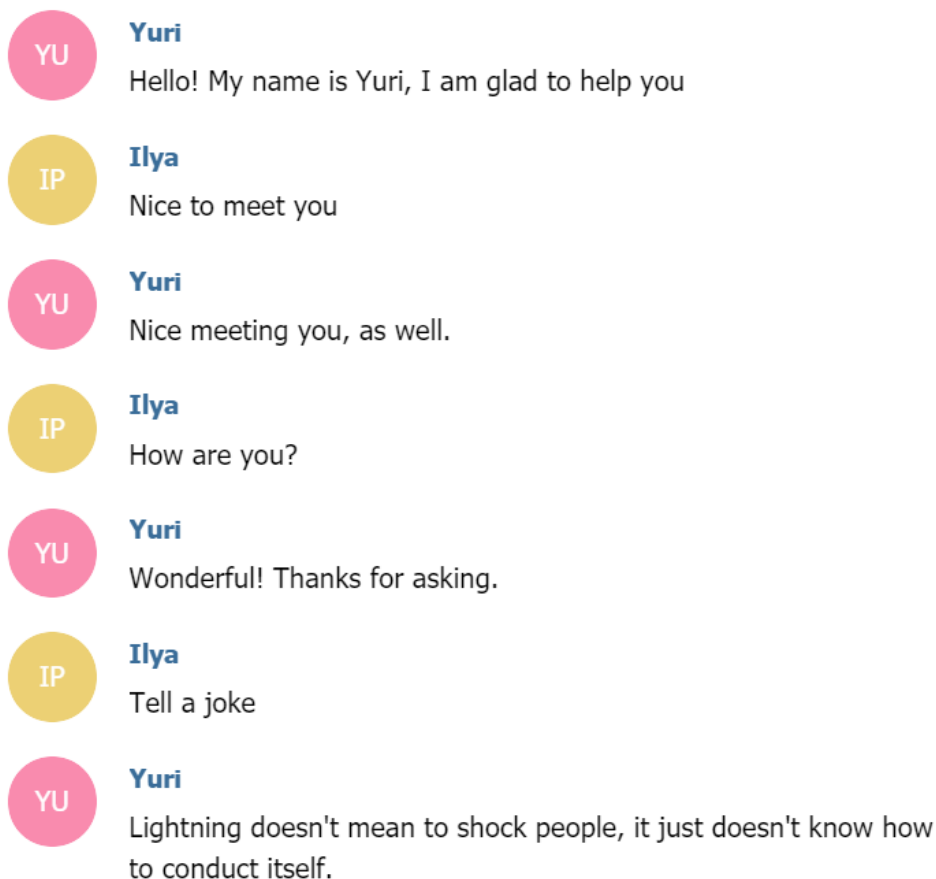 YU
Yuri
Hello! My name is Yuri, I am glad to help you
IP
Ilya
Nice to meet you
YU
Yuri
Nice meeting you, as well.
IP
Ilya
How are you?
YU
Yuri
Wonderful! Thanks for asking.
IP
Ilya
Tell a joke
YU
Yuri
Lightning doesn't mean to shock people, it just doesn't know how
to conduct itself.